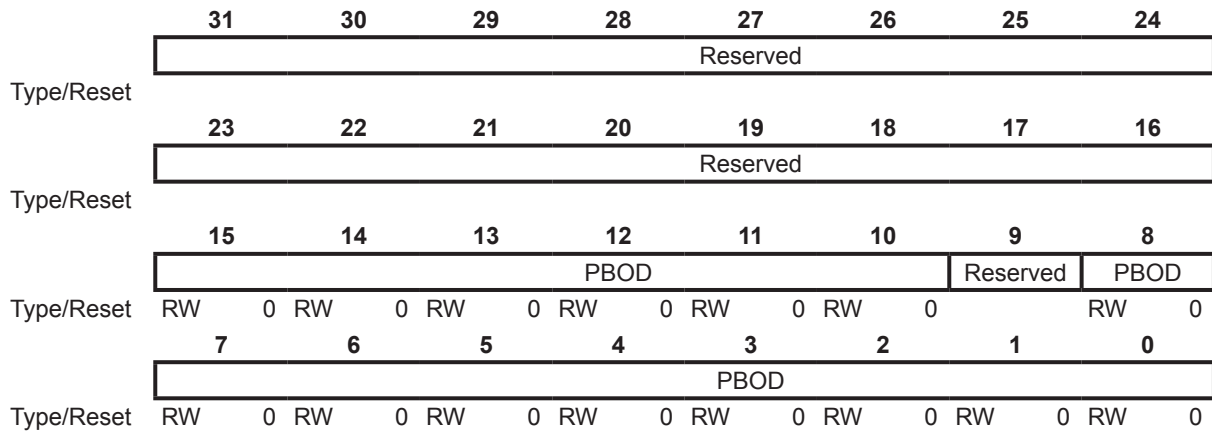 31 30 29 28 27 26 25 24
Reserved
Type/Reset
23 22 21 20 19 18 17 16
Reserved
Type/Reset
15 14 13 12 11 10 9 8
PBOD Reserved PBOD
Type/Reset RW 0 RW 0 RW 0 RW 0 RW 0 RW 0 RW 0
7 6 5 4 3 2 1 0
PBOD
Type/Reset RW 0 RW 0 RW 0 RW 0 RW 0 RW 0 RW 0 RW 0